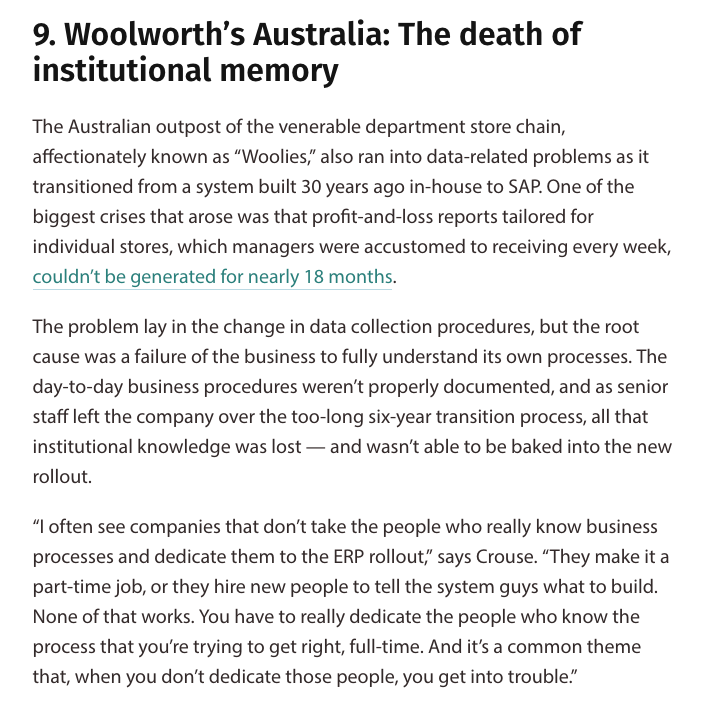 9. Woolworth’s Australia: The death of
institutional memory
The Australian outpost of the venerable department store chain,
affectionately known as “Woolies,” also ran into data-related problems as it
transitioned from a system built 30 years ago in-house to SAP. One of the
biggest crises that arose was that profit-and-loss reports tailored for
individual stores, which managers were accustomed to receiving every week,
couldn’t be generated for nearly 18 months.
The problem lay in the change in data collection procedures, but the root
cause was a failure of the business to fully understand its own processes. The
day-to-day business procedures weren’t properly documented, and as senior
staff left the company over the too-long six-year transition process, all that
institutional knowledge was lost — and wasn’t able to be baked into the new
rollout.
“I often see companies that don’t take the people who really know business
processes and dedicate them to the ERP rollout,” says Crouse. “They make it a
part-time job, or they hire new people to tell the system guys what to build.
None of that works. You have to really dedicate the people who know the
process that you’re trying to get right, full-time. And it’s a common theme
that, when you don’t dedicate those people, you get into trouble.”